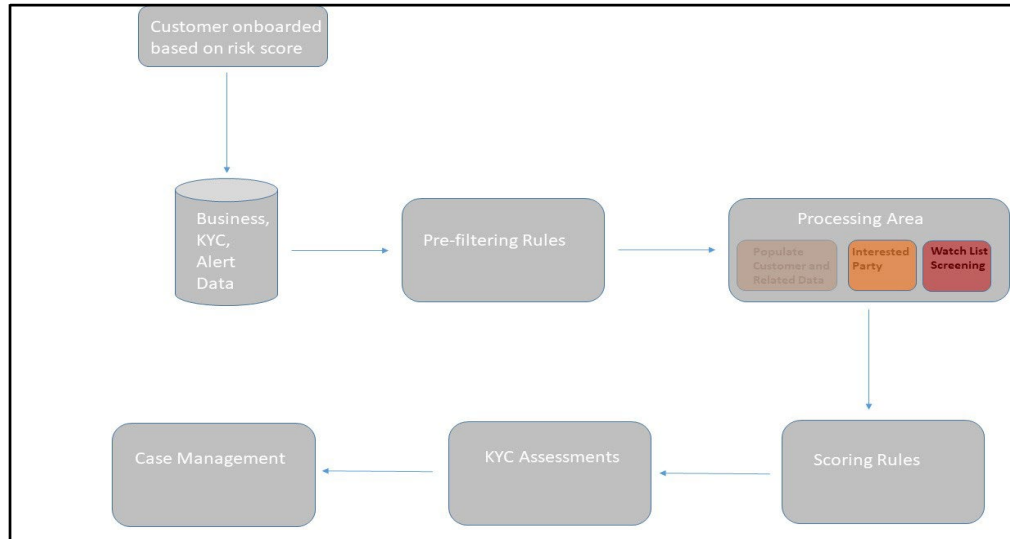 Customer onboarded
based on risk score
Business,
KYC,
Alert
Data
Pre-filtering Rules
Processing Area
Populate
Customer and
Related Data
Interested
Party
Watch List
Screening
Case Management
KYC Assessments
Scoring Rules